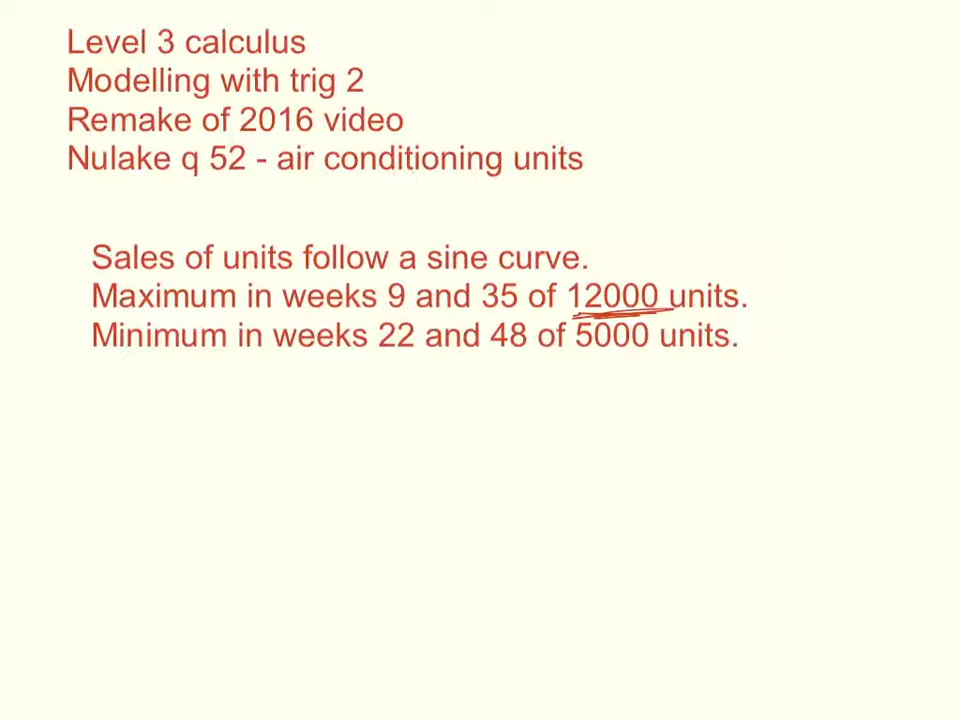 Level 3 calculus
Modelling with trig 2
Remake of 2016 video
Nulake q 52 - air conditioning units
Sales of units follow a sine curve.
Maximum in weeks 9 and 35 of 12000 units.
Minimum in weeks 22 and 48 of 5000 units.